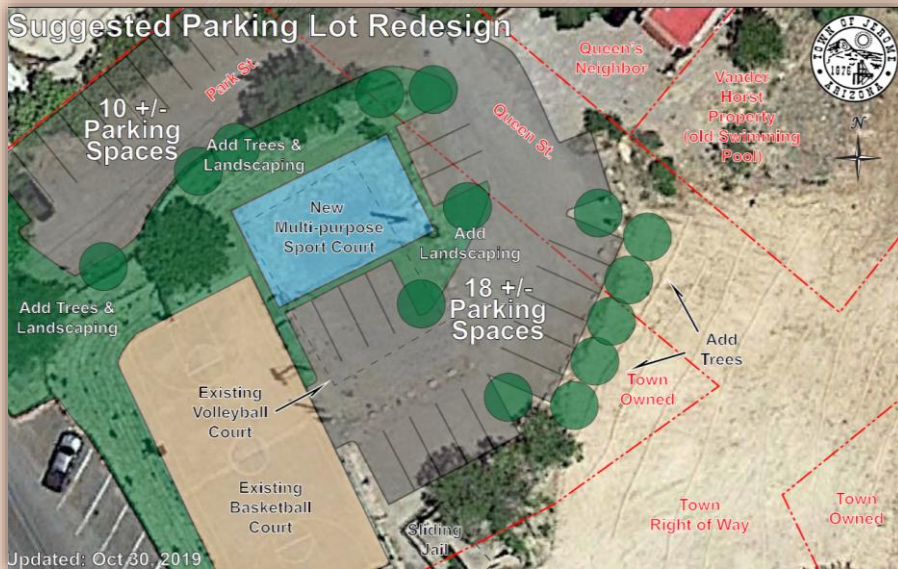 Suggested Parking Lot Redesign
TOWN OF JEROME
1876
ARIZONA
N
Park St.
Queen's
Neighbor
Vander
Horst
Property
(old Swimming
Pool)
10 +/-
Parking
Spaces
Queen St.
Add Trees &
Landscaping
New
Multi-purpose
Sport Court
Add
Landscaping
18 +/-
Parking
Spaces
Add Trees &
Landscaping
Add
Trees
Town
Owned
Existing
Volleyball
Court
Existing
Basketball
Court
Town
Right of Way
Town
Owned
Sliding
Jail
Updated: Oct 30, 2019